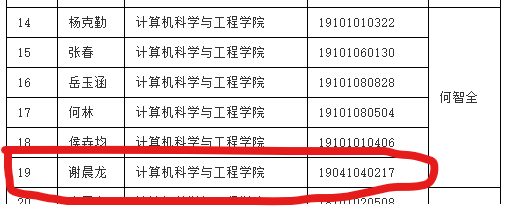 14 杨克勤 计算机科学与工程学院 19101010322
15 张春 计算机科学与工程学院 19101060130
16 岳玉涵 计算机科学与工程学院 19101080828
何智全
17 何林 计算机科学与工程学院 19101080504
18 侯垚均 计算机科学与工程学院 19101010406
19 谢晨龙 计算机科学与工程学院 19041040217
20